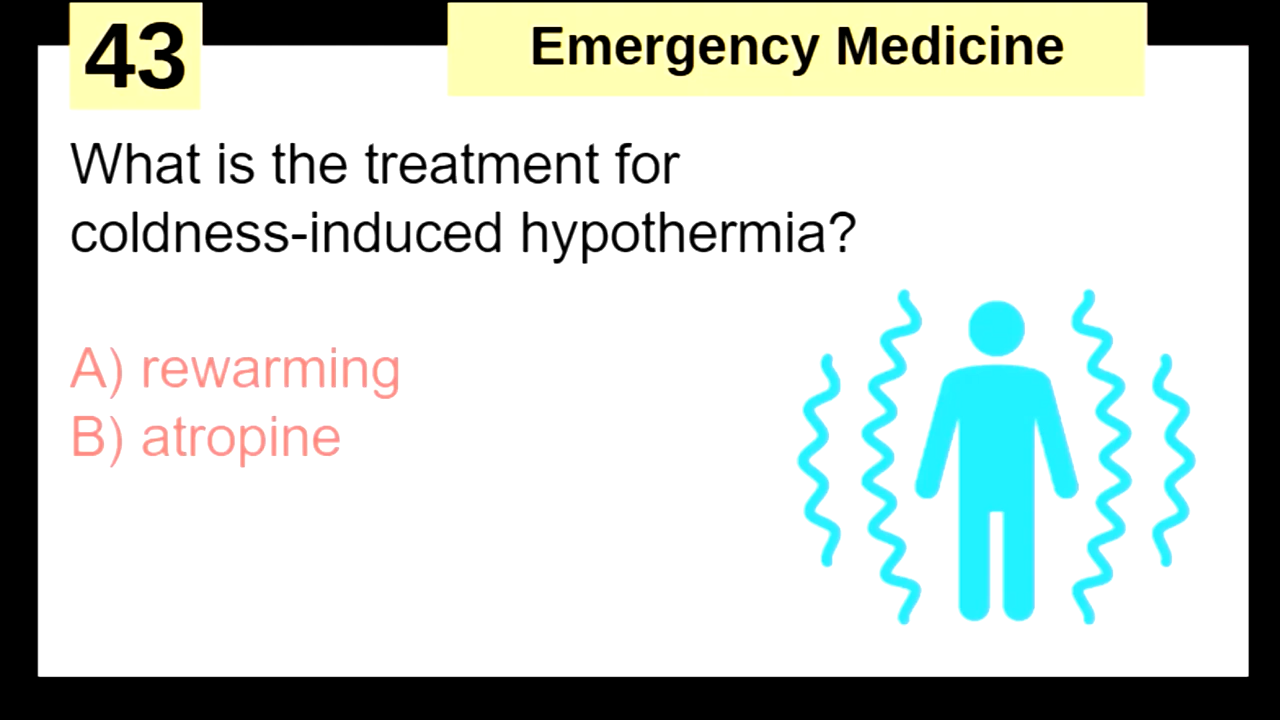 43
Emergency Medicine
What is the treatment for
coldness-induced hypothermia?
A) rewarming
B) atropine